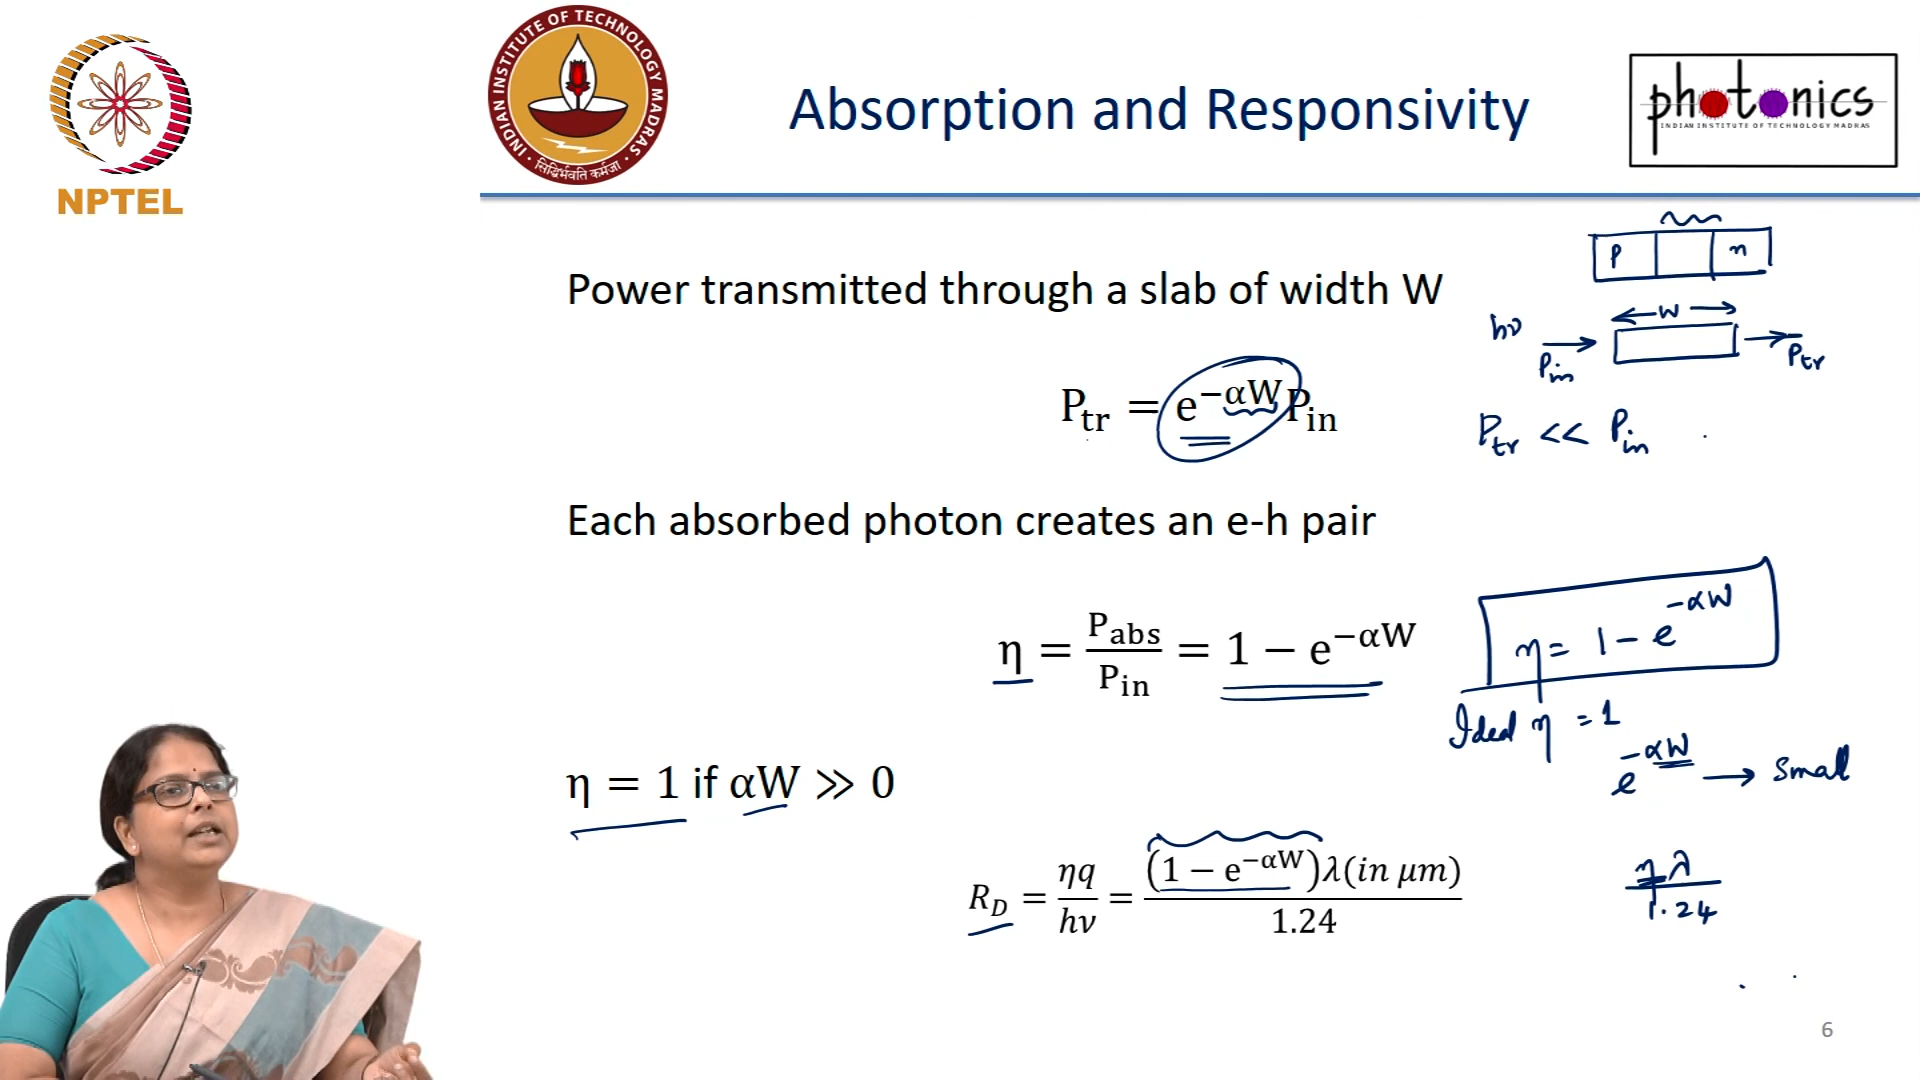 NPTEL
INDIAN INSTITUTE OF TECHNOLOGY MADRAS
सिद्धिर्भवति कर्मजा
Absorption and Responsivity
photonics
INDIAN INSTITUTE OF TECHNOLOGY MADRAS
p n
Power transmitted through a slab of width W
W
hν
P_in P_tr
P_tr = e^{−αW}P_in
P_tr << P_in
Each absorbed photon creates an e-h pair
η = P_abs/P_in = 1 − e^{−αW}
η = 1 − e^{−αW}
Ideal η = 1
e^{−αW} → small
η = 1 if αW ≫ 0
R_D = ηq/hν = (1 − e^{−αW})λ(in μm)/1.24
ηλ/1.24
6